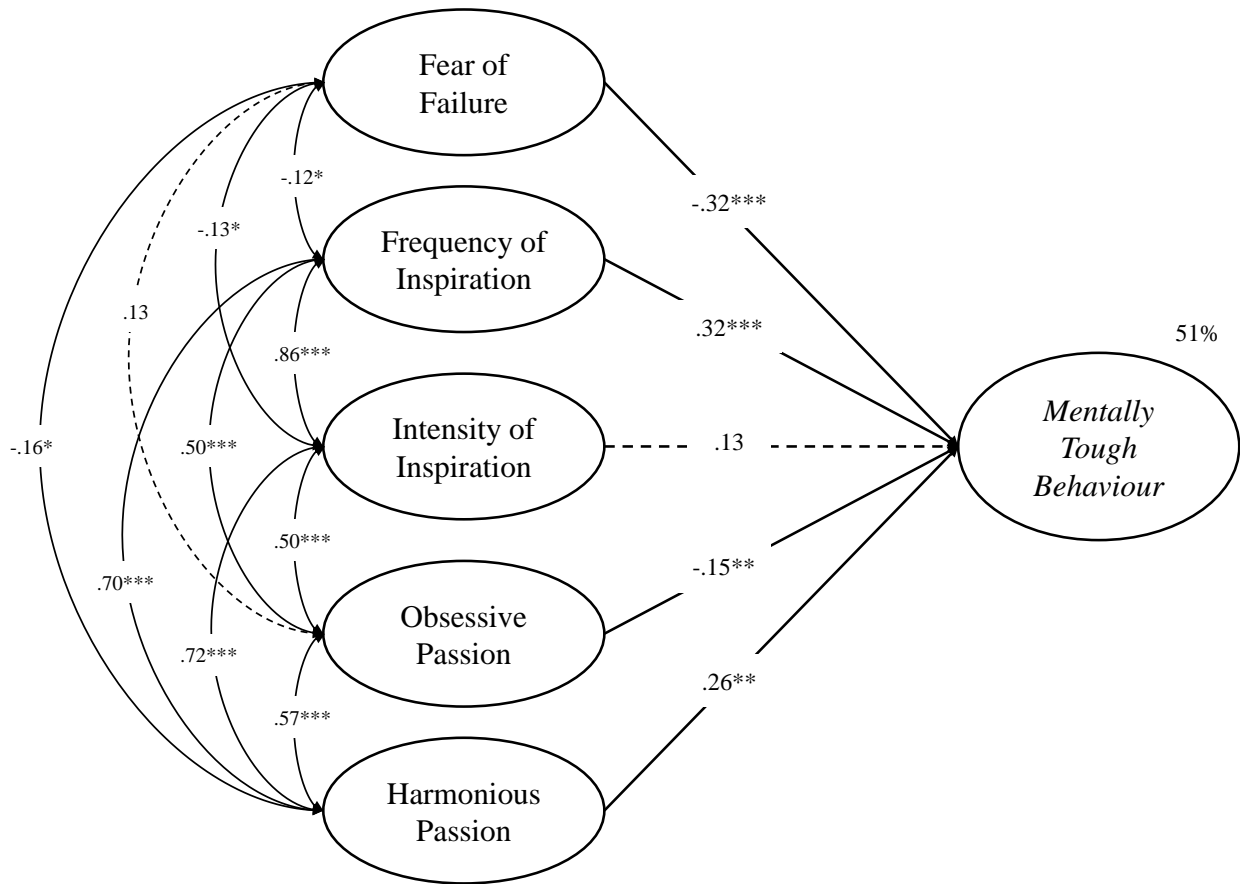 Fear of
Failure
-.12*
-.32***
-.13*
Frequency of
Inspiration
.13
.32***
51%
.86***
Intensity of
Inspiration
-.16*
.50***
.13
Mentally
Tough
Behaviour
.50***
-.15**
.70***
Obsessive
Passion
.72***
.26**
.57***
Harmonious
Passion